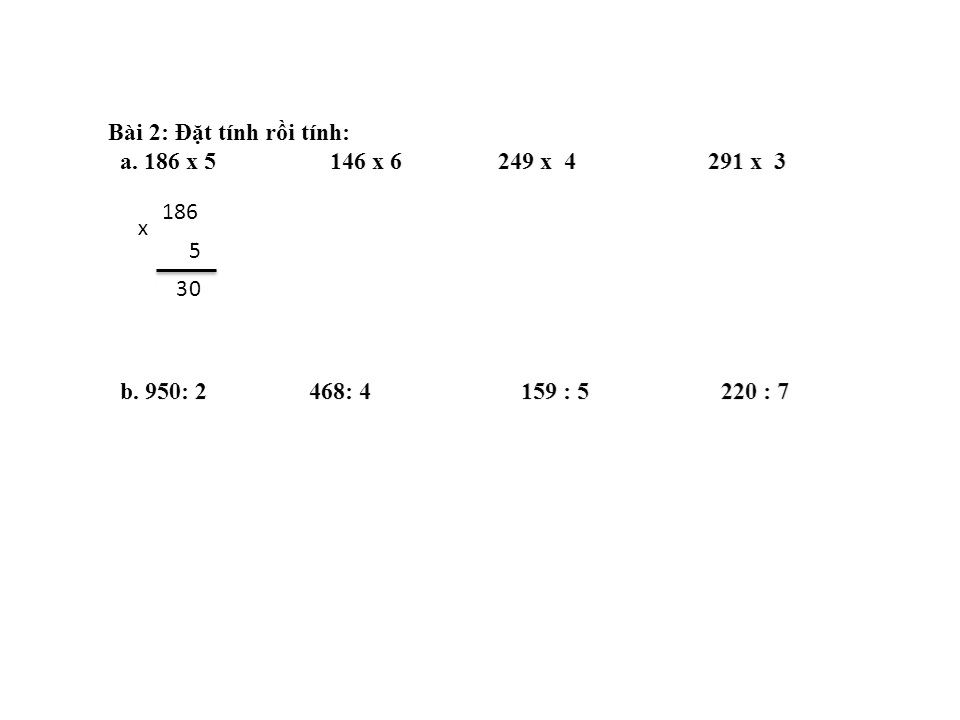 Bài 2: Đặt tính rồi tính:
a. 186 x 5 146 x 6 249 x 4 291 x 3
186
x
5
30
b. 950: 2 468: 4 159 : 5 220 : 7